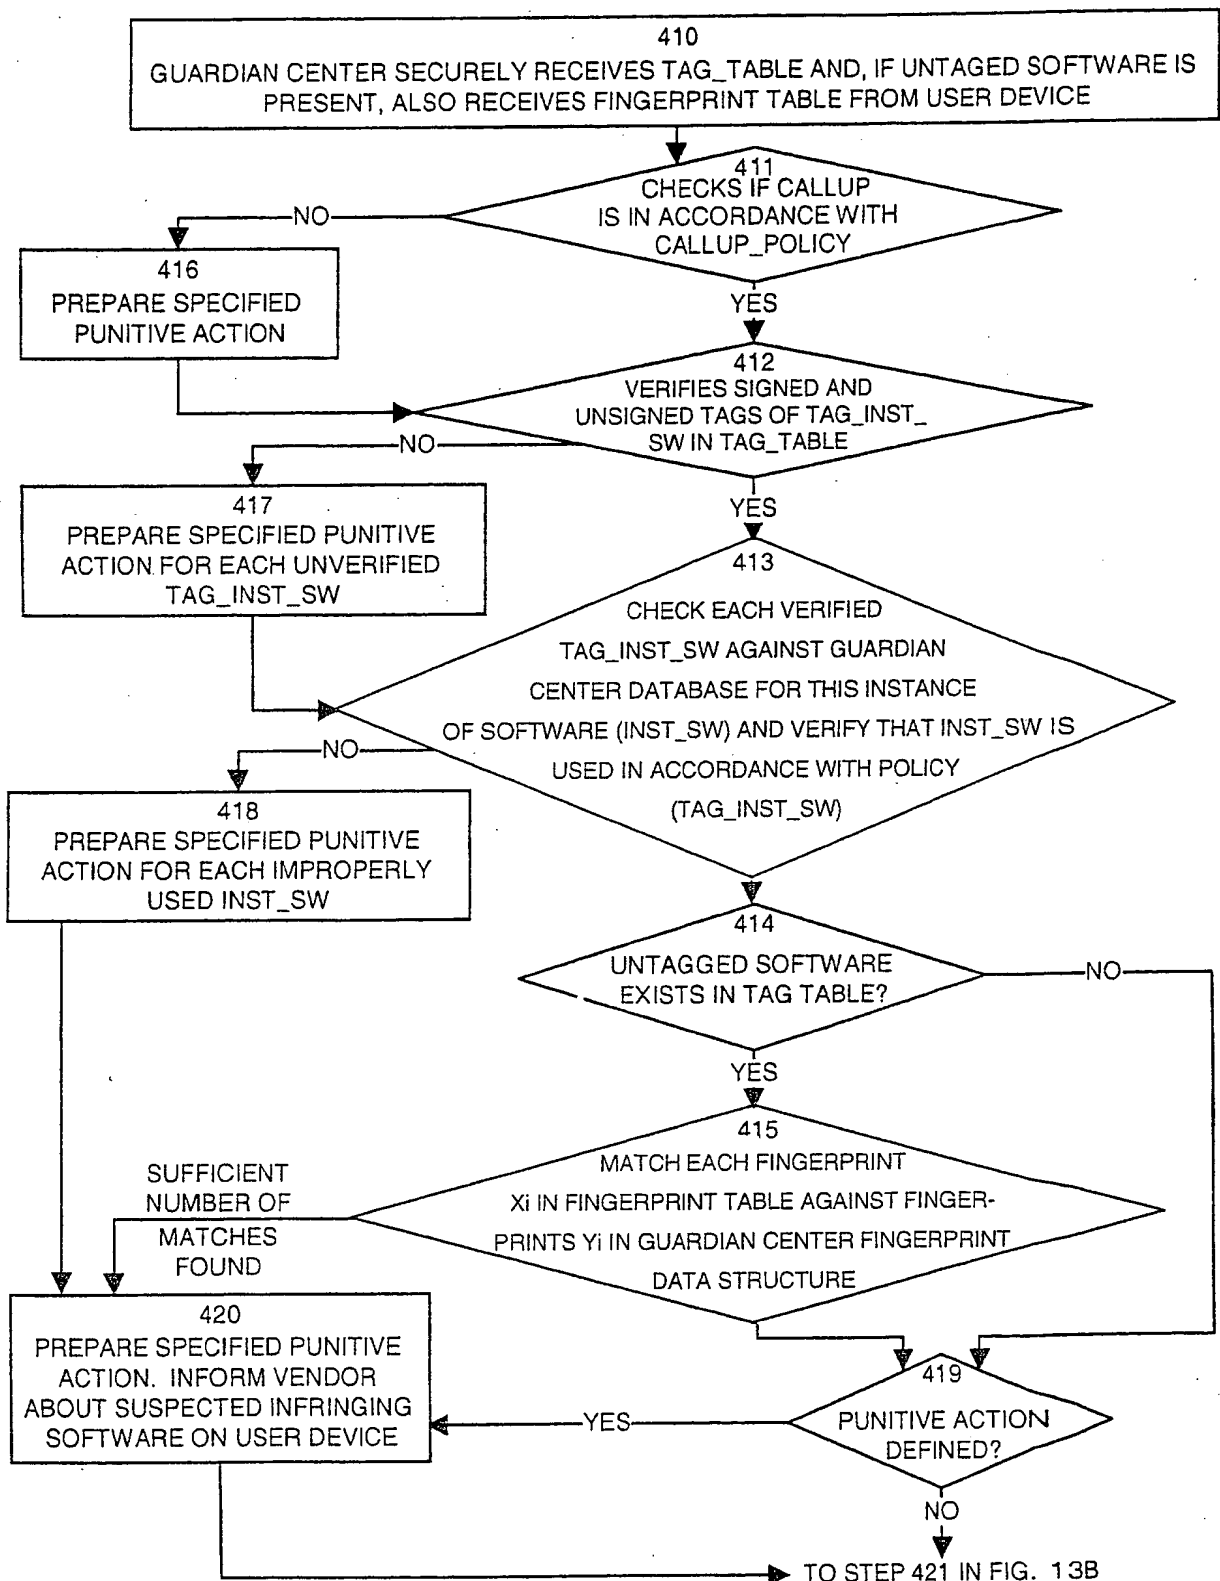 410
GUARDIAN CENTER SECURELY RECEIVES TAG_TABLE AND, IF UNTAGED SOFTWARE IS
PRESENT, ALSO RECEIVES FINGERPRINT TABLE FROM USER DEVICE
411
CHECKS IF CALLUP
IS IN ACCORDANCE WITH
CALLUP_POLICY
NO
YES
416
PREPARE SPECIFIED
PUNITIVE ACTION
412
VERIFIES SIGNED AND
UNSIGNED TAGS OF TAG_INST_
SW IN TAG_TABLE
NO
YES
417
PREPARE SPECIFIED PUNITIVE
ACTION FOR EACH UNVERIFIED
TAG_INST_SW
413
CHECK EACH VERIFIED
TAG_INST_SW AGAINST GUARDIAN
CENTER DATABASE FOR THIS INSTANCE
OF SOFTWARE (INST_SW) AND VERIFY THAT INST_SW IS
USED IN ACCORDANCE WITH POLICY
(TAG_INST_SW)
NO
418
PREPARE SPECIFIED PUNITIVE
ACTION FOR EACH IMPROPERLY
USED INST_SW
414
UNTAGGED SOFTWARE
EXISTS IN TAG TABLE?
NO
YES
415
MATCH EACH FINGERPRINT
Xi IN FINGERPRINT TABLE AGAINST FINGER-
PRINTS Yi IN GUARDIAN CENTER FINGERPRINT
DATA STRUCTURE
SUFFICIENT
NUMBER OF
MATCHES
FOUND
420
PREPARE SPECIFIED PUNITIVE
ACTION. INFORM VENDOR
ABOUT SUSPECTED INFRINGING
SOFTWARE ON USER DEVICE
419
PUNITIVE ACTION
DEFINED?
YES
NO
TO STEP 421 IN FIG. 13B